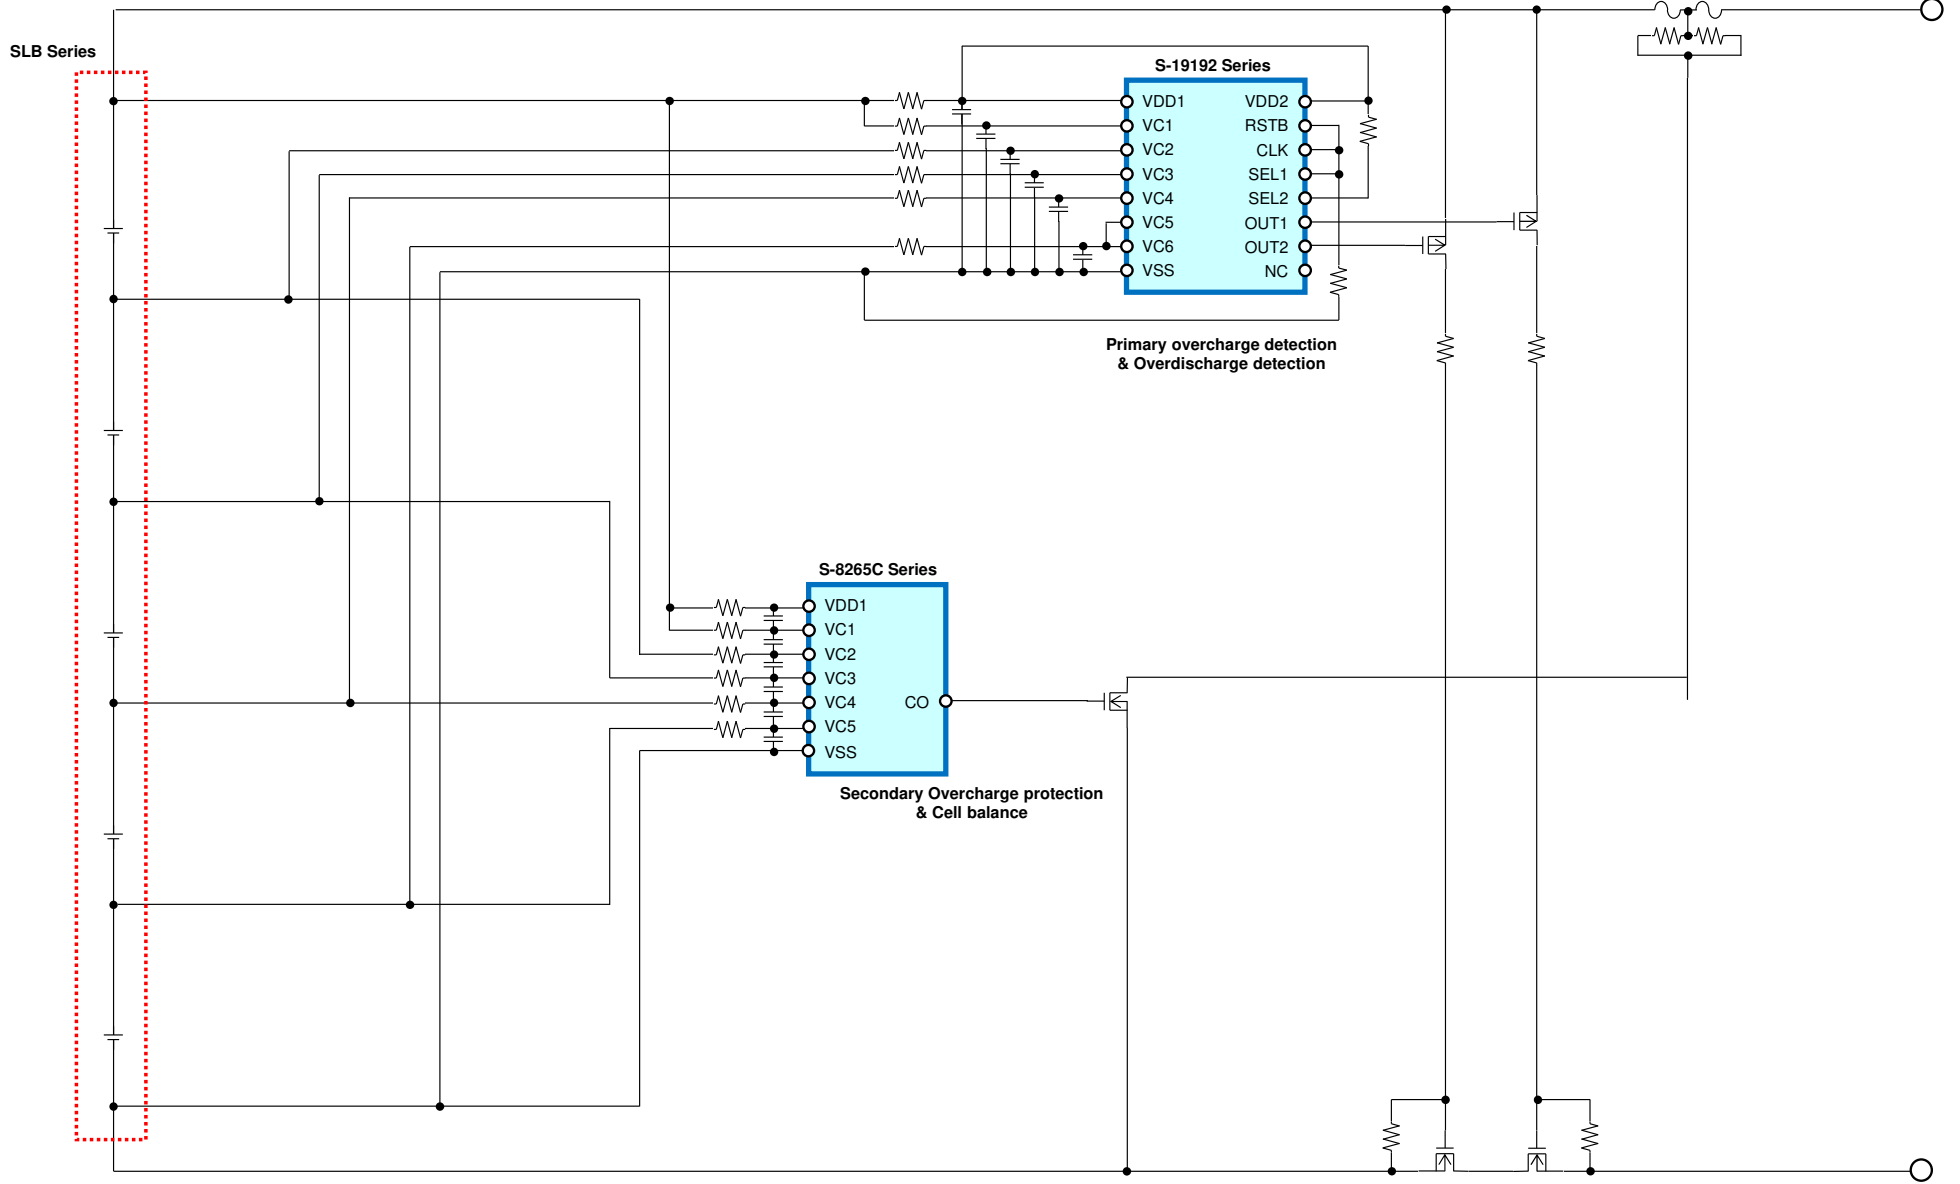 SLB Series
S-19192 Series
VDD1
VC1
VC2
VC3
VC4
VC5
VC6
VSS
VDD2
RSTB
CLK
SEL1
SEL2
OUT1
OUT2
NC
Primary overcharge detection
& Overdischarge detection
S-8265C Series
VDD1
VC1
VC2
VC3
VC4
VC5
VSS
CO
Secondary Overcharge protection
& Cell balance